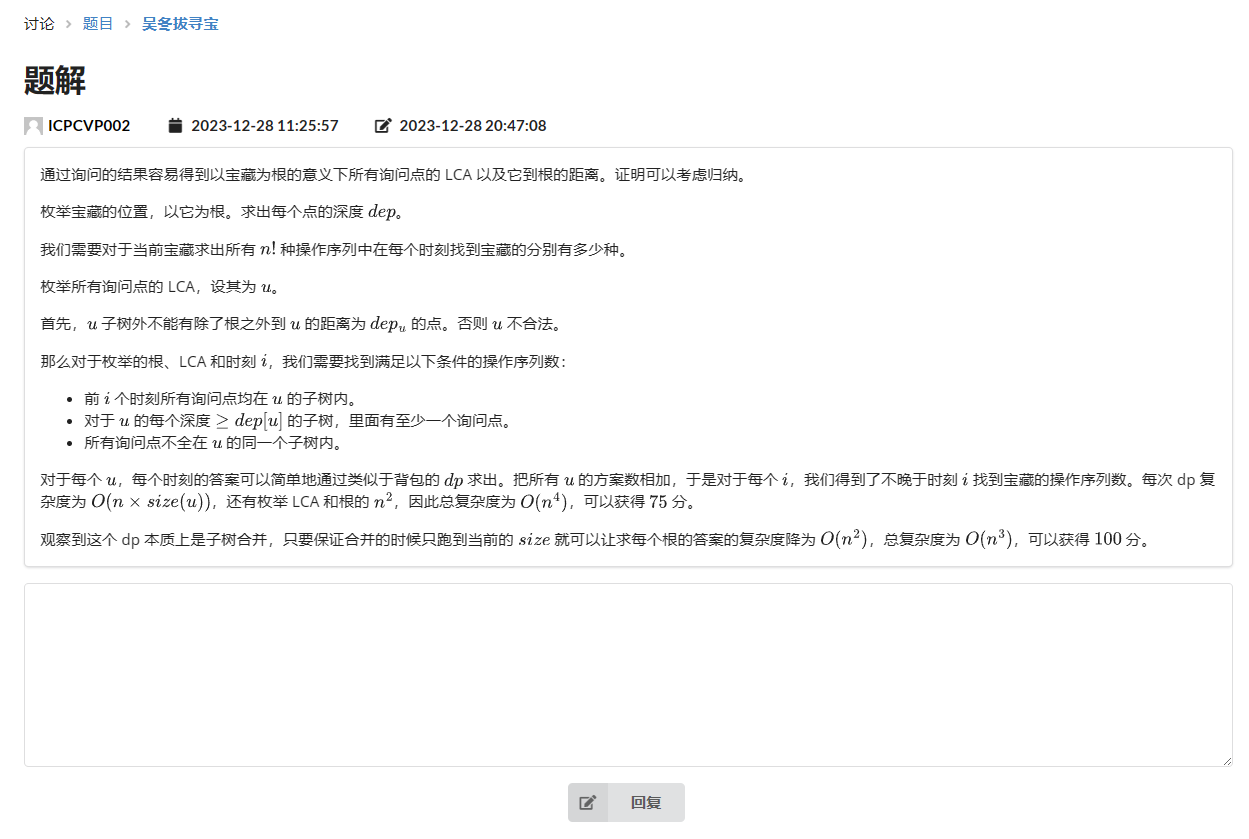 讨论 > 题目 > 吴冬拔寻宝
题解
ICPCVP002 2023-12-28 11:25:57 2023-12-28 20:47:08
通过询问的结果容易得到以宝藏为根的意义下所有询问点的 LCA 以及它到根的距离。证明可以考虑归纳。
枚举宝藏的位置，以它为根。求出每个点的深度 dep。
我们需要对于当前宝藏求出所有 n! 种操作序列中在每个时刻找到宝藏的分别有多少种。
枚举所有询问点的 LCA，设其为 u。
首先，u 子树外不能有除了根之外到 u 的距离为 dep_u 的点。否则 u 不合法。
那么对于枚举的根、LCA 和时刻 i，我们需要找到满足以下条件的操作序列数：
• 前 i 个时刻所有询问点均在 u 的子树内。
• 对于 u 的每个深度 ≥ dep[u] 的子树，里面有至少一个询问点。
• 所有询问点不全在 u 的同一个子树内。
对于每个 u，每个时刻的答案可以简单地通过类似于背包的 dp 求出。把所有 u 的方案数相加，于是对于每个 i，我们得到了不晚于时刻 i 找到宝藏的操作序列数。每次 dp 复
杂度为 O(n × size(u))，还有枚举 LCA 和根的 n²，因此总复杂度为 O(n⁴)，可以获得 75 分。
观察到这个 dp 本质上是子树合并，只要保证合并的时候只跑到当前的 size 就可以让求每个根的答案的复杂度降为 O(n²)，总复杂度为 O(n³)，可以获得 100 分。
回复